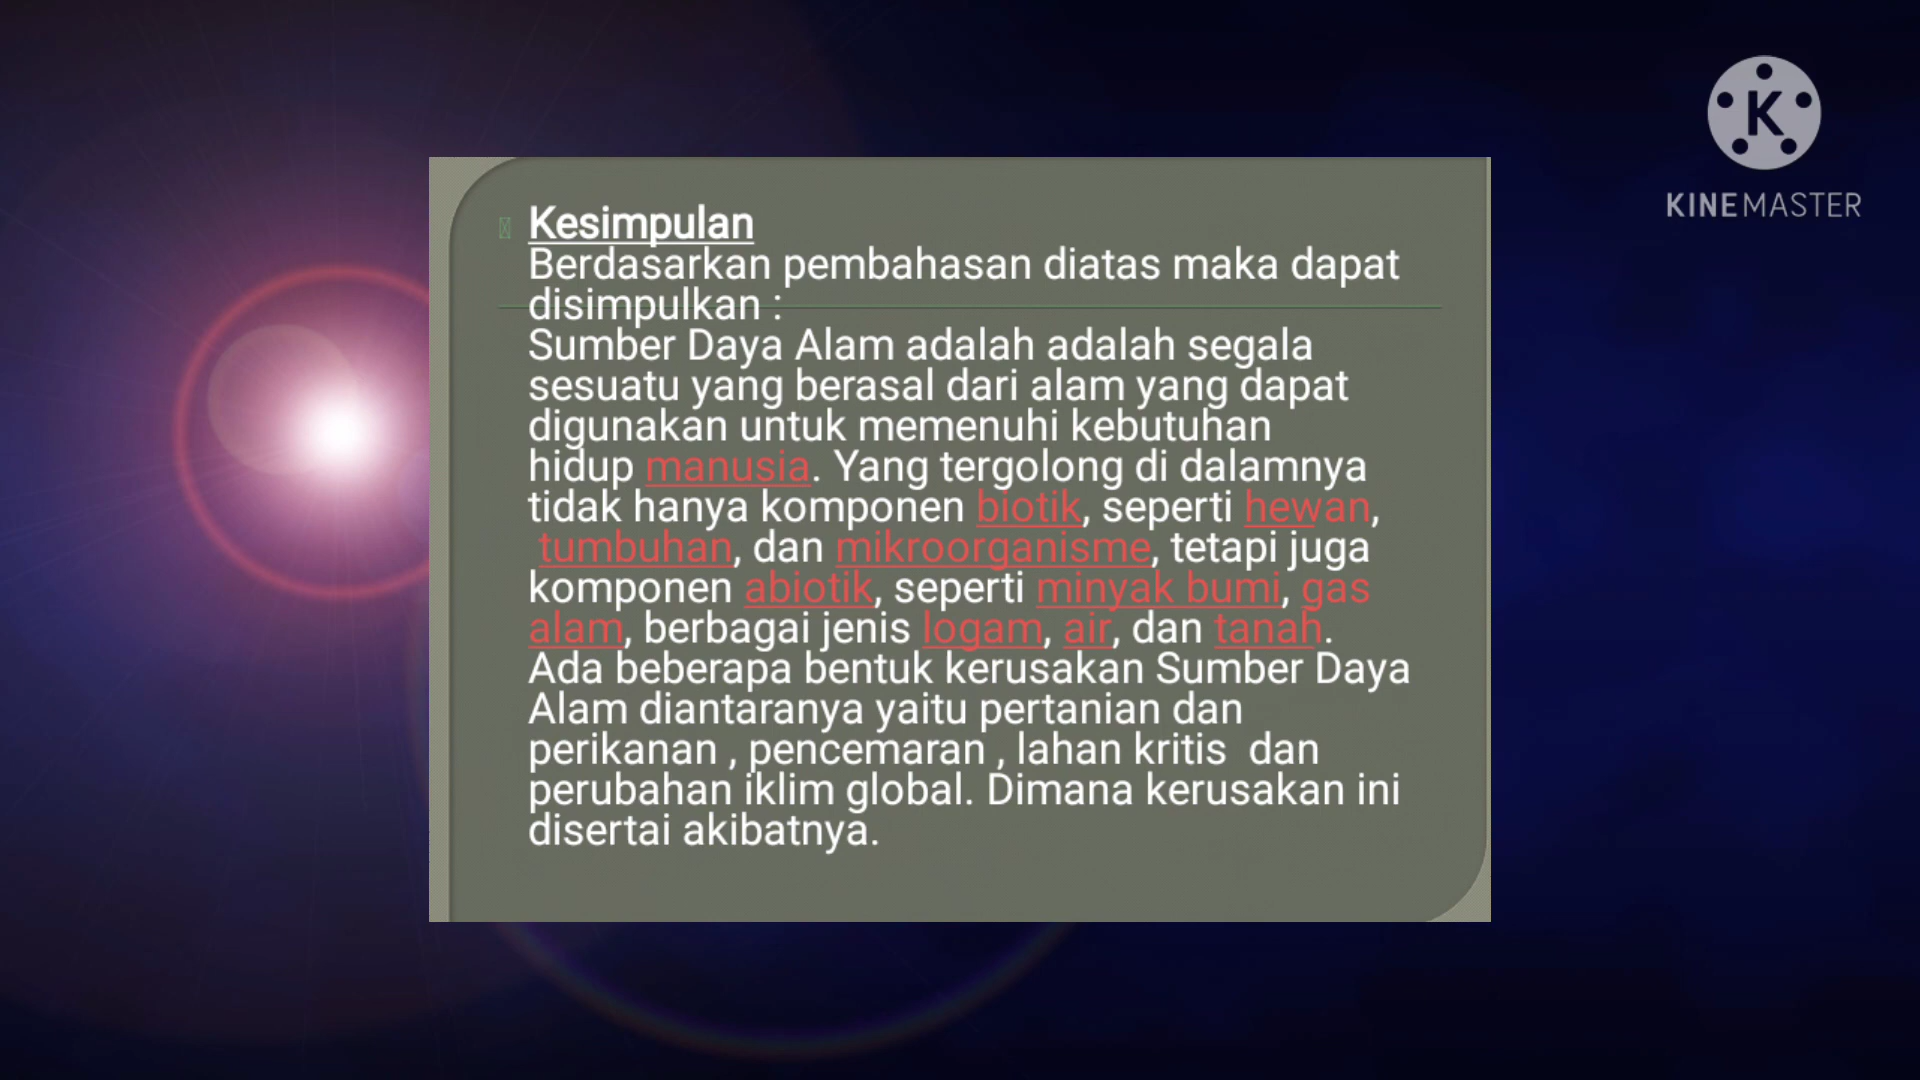 K
KINEMASTER
Kesimpulan
Berdasarkan pembahasan diatas maka dapat
disimpulkan :
Sumber Daya Alam adalah adalah segala
sesuatu yang berasal dari alam yang dapat
digunakan untuk memenuhi kebutuhan
hidup manusia. Yang tergolong di dalamnya
tidak hanya komponen biotik, seperti hewan,
tumbuhan, dan mikroorganisme, tetapi juga
komponen abiotik, seperti minyak bumi, gas
alam, berbagai jenis logam, air, dan tanah.
Ada beberapa bentuk kerusakan Sumber Daya
Alam diantaranya yaitu pertanian dan
perikanan , pencemaran , lahan kritis  dan
perubahan iklim global. Dimana kerusakan ini
disertai akibatnya.